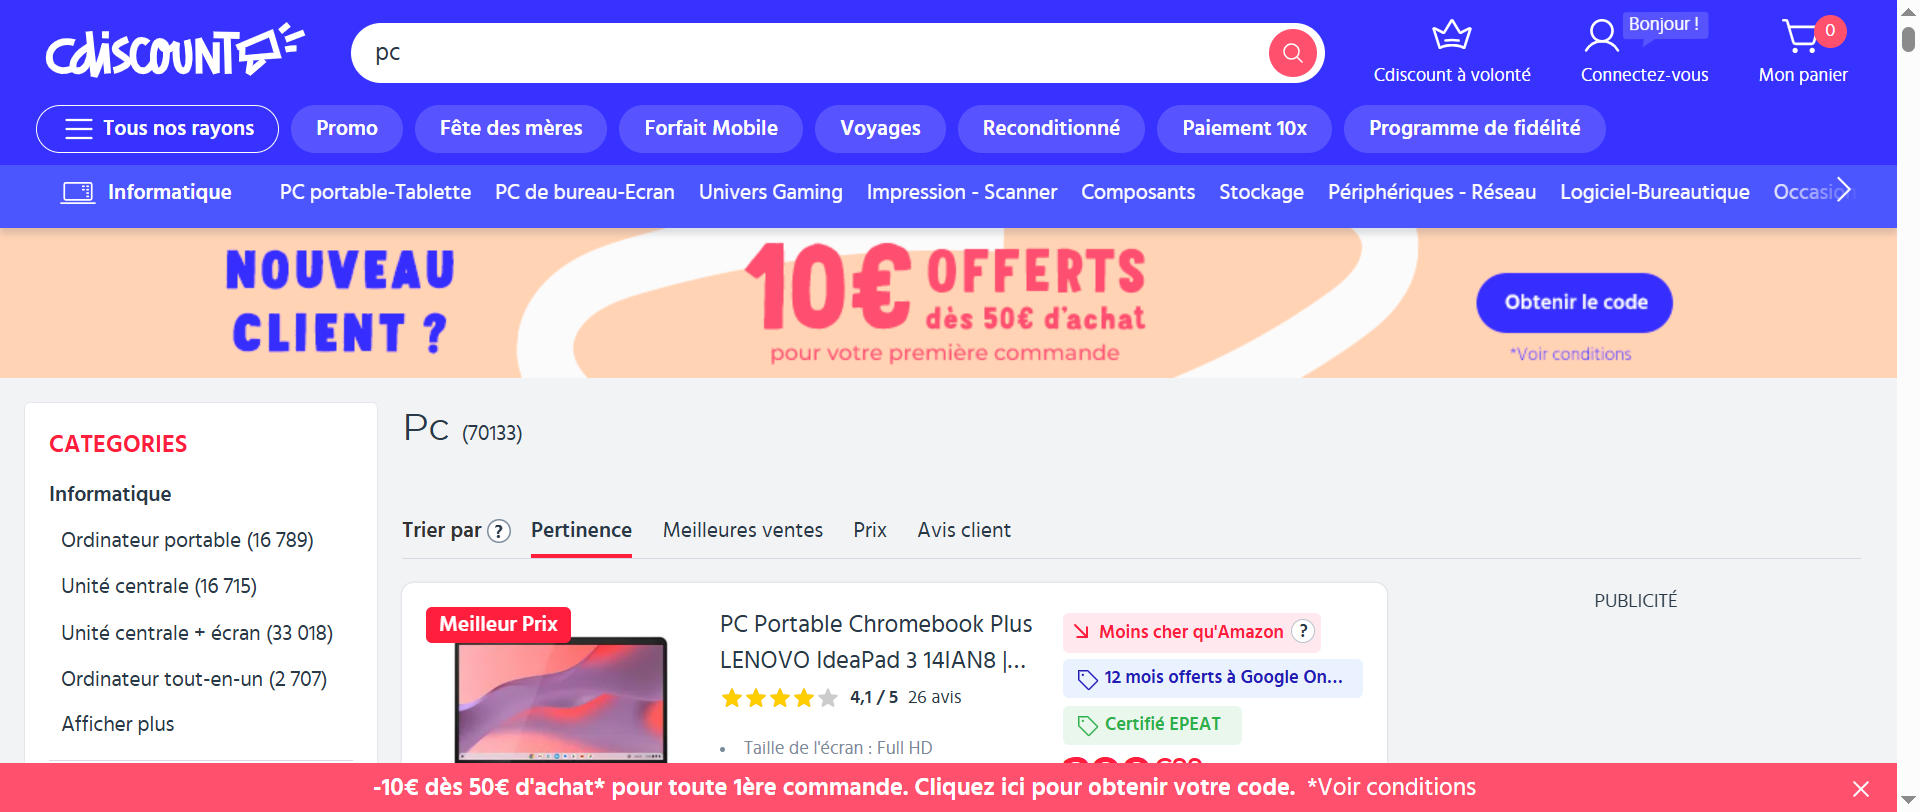 Cdiscount
pc
Cdiscount à volonté
Bonjour !
Connectez-vous
0
Mon panier
Tous nos rayons
Promo
Fête des mères
Forfait Mobile
Voyages
Reconditionné
Paiement 10x
Programme de fidélité
Informatique
PC portable-Tablette
PC de bureau-Ecran
Univers Gaming
Impression - Scanner
Composants
Stockage
Périphériques - Réseau
Logiciel-Bureautique
NOUVEAU
CLIENT ?
10€ OFFERTS
dès 50€ d'achat
pour votre première commande
Obtenir le code
*Voir conditions
CATEGORIES
Informatique
Ordinateur portable (16 789)
Unité centrale (16 715)
Unité centrale + écran (33 018)
Ordinateur tout-en-un (2 707)
Afficher plus
Pc (70133)
Trier par ?
Pertinence
Meilleures ventes
Prix
Avis client
Meilleur Prix
PC Portable Chromebook Plus
LENOVO IdeaPad 3 14IAN8 |...
4,1 / 5 26 avis
• Taille de l'écran : Full HD
Moins cher qu'Amazon ?
12 mois offerts à Google On...
Certifié EPEAT
PUBLICITÉ
-10€ dès 50€ d'achat* pour toute 1ère commande. Cliquez ici pour obtenir votre code. *Voir conditions